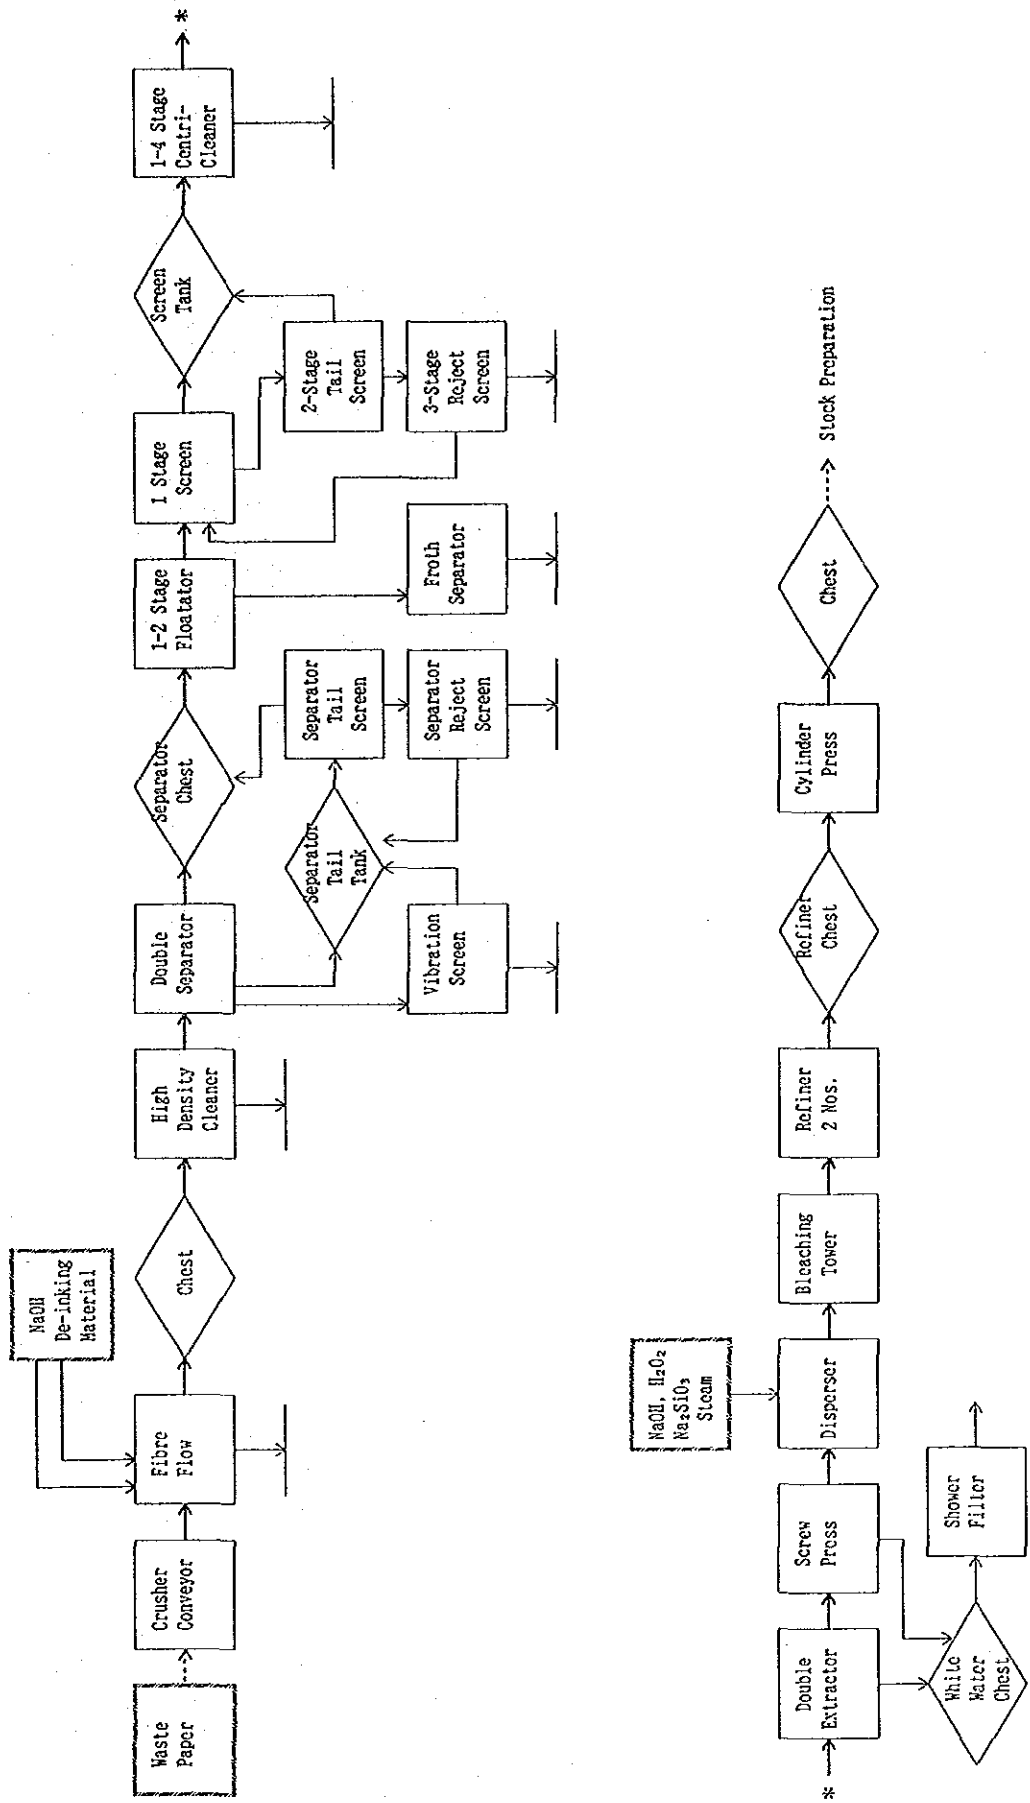 Waste
Paper
Crusher
Conveyor
NaOH
De-inking
Material
Fibre
Flow
Chest
High
Density
Cleaner
Double
Separator
Separator
Chest
1-2 Stage
Floatator
1 Stage
Screen
Screen
Tank
1-4 Stage
Centri-
Cleaner
*
Vibration
Screen
Separator
Tail
Tank
Separator
Tail
Screen
Separator
Reject
Screen
Froth
Separator
2-Stage
Tail
Screen
3-Stage
Reject
Screen
*
Double
Extractor
Screw
Press
White
Water
Chest
Shower
Filter
NaOH, H₂O₂
Na₂SiO₃
Steam
Disperser
Bleaching
Tower
Refiner
2 Nos.
Refiner
Chest
Cylinder
Press
Chest
Stock Preparation